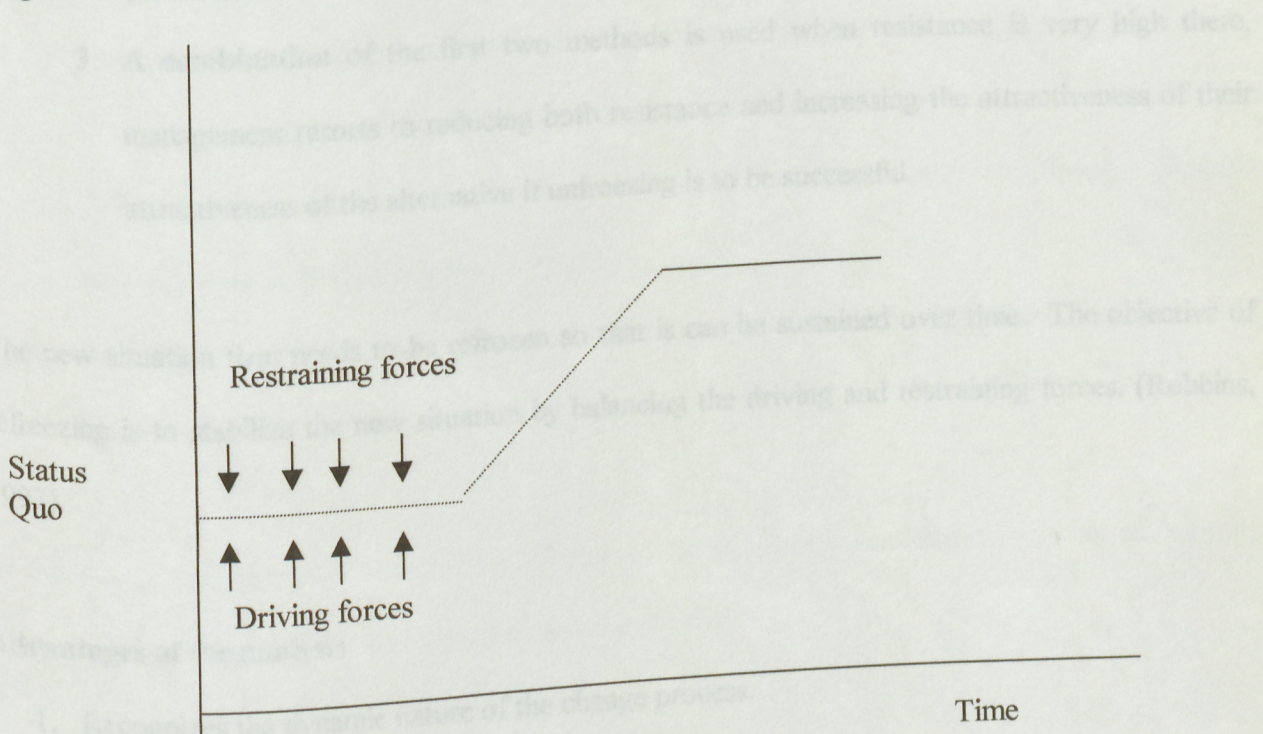 3 A combination of the first two methods is used when resistance is very high there,
management resorts to reducing both resistance and increasing the attractiveness of their
attractiveness of the alternative if unfreezing is to be successful.
he new situation then needs to be refrozen so that is can be sustained over time. The objective of
efreezing is to stabilize the new situation by balancing the driving and restraining forces. (Robbins,
Restraining forces
Status
Quo
Driving forces
Advantages of the
1. Recognizes the dynamic nature of the change process.
Time